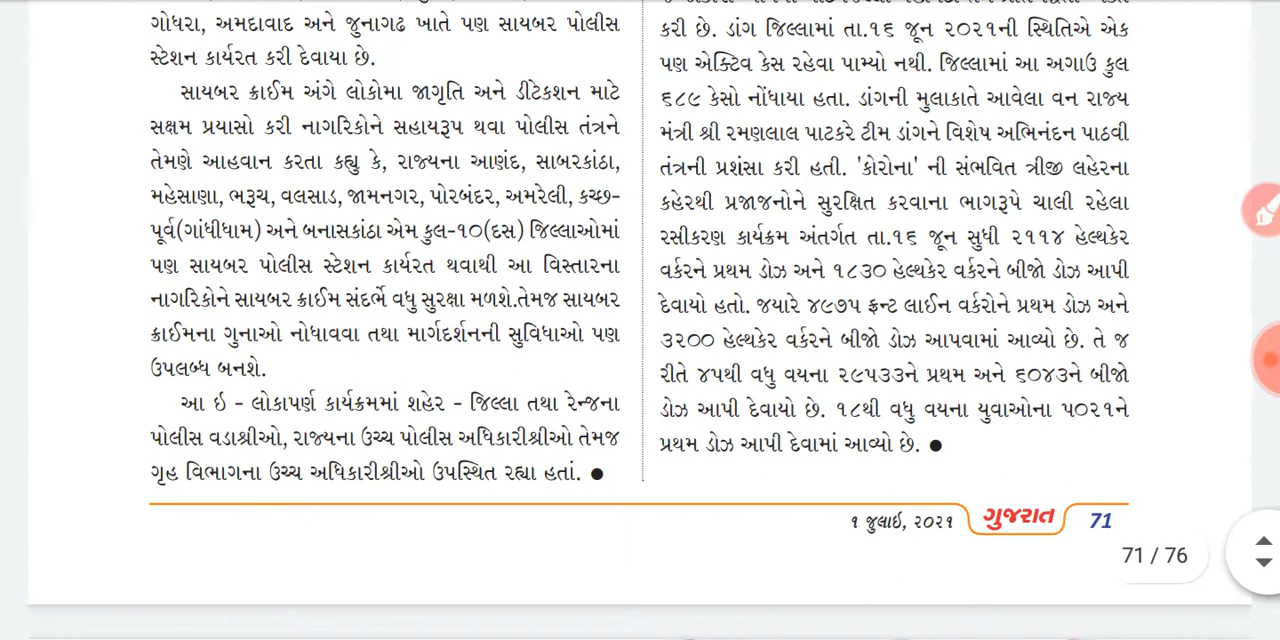 ગોધરા, અમદાવાદ અને જુનાગઢ ખાતે પણ સાયબર પોલીસ
સ્ટેશન કાર્યરત કરી દેવાયા છે.
સાયબર ક્રાઈમ અંગે લોકોમા જાગૃતિ અને ડીટેકશન માટે
સક્ષમ પ્રયાસો કરી નાગરિકોને સહાયરૂપ થવા પોલીસ તંત્રને
તેમણે આહવાન કરતા કહ્યુ કે, રાજ્યના આણંદ, સાબરકાંઠા,
મહેસાણા, ભરૂચ, વલસાડ, જામનગર, પોરબંદર, અમરેલી, કચ્છ-
પૂર્વ(ગાંધીધામ) અને બનાસકાંઠા એમ કુલ-૧૦(દસ) જિલ્લાઓમાં
પણ સાયબર પોલીસ સ્ટેશન કાર્યરત થવાથી આ વિસ્તારના
નાગરિકોને સાયબર ક્રાઈમ સંદર્ભે વધુ સુરક્ષા મળશે.તેમજ સાયબર
ક્રાઈમના ગુનાઓ નોધાવવા તથા માર્ગદર્શનની સુવિધાઓ પણ
ઉપલબ્ધ બનશે.
આ ઇ - લોકાપર્ણ કાર્યક્રમમાં શહેર - જિલ્લા તથા રેન્જના
પોલીસ વડાશ્રીઓ, રાજ્યના ઉચ્ચ પોલીસ અધિકારીશ્રીઓ તેમજ
ગૃહ વિભાગના ઉચ્ચ અધિકારીશ્રીઓ ઉપસ્થિત રહ્યા હતાં. ●
કરી છે. ડાંગ જિલ્લામાં તા.૧૬ જૂન ૨૦૨૧ની સ્થિતિએ એક
પણ એક્ટિવ કેસ રહેવા પામ્યો નથી. જિલ્લામાં આ અગાઉ કુલ
૬૮૯ કેસો નોંધાયા હતા. ડાંગની મુલાકાતે આવેલા વન રાજ્ય
મંત્રી શ્રી રમણલાલ પાટકરે ટીમ ડાંગને વિશેષ અભિનંદન પાઠવી
તંત્રની પ્રશંસા કરી હતી. 'કોરોના' ની સંભવિત ત્રીજી લહેરના
કહેરથી પ્રજાજનોને સુરક્ષિત કરવાના ભાગરૂપે ચાલી રહેલા
રસીકરણ કાર્યક્રમ અંતર્ગત તા.૧૬ જૂન સુધી ૨૧૧૪ હેલ્થકેર
વર્કરને પ્રથમ ડોઝ અને ૧૮૩૦ હેલ્થકેર વર્કરને બીજો ડોઝ આપી
દેવાયો હતો. જયારે ૪૯૭૫ ફ્રન્ટ લાઈન વર્કરોને પ્રથમ ડોઝ અને
૩૨૦૦ હેલ્થકેર વર્કરને બીજો ડોઝ આપવામાં આવ્યો છે. તે જ
રીતે ૪૫થી વધુ વયના ૨૯૫૩૩ને પ્રથમ અને ૬૦૪૩ને બીજો
ડોઝ આપી દેવાયો છે. ૧૮થી વધુ વયના યુવાઓના ૫૦૨૧ને
પ્રથમ ડોઝ આપી દેવામાં આવ્યો છે. ●
૧ જુલાઇ, ૨૦૨૧ ગુજરાત 71
71 / 76